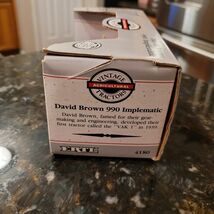 VINTAGE
AGRICULTURAL
TRACTORS
David Brown 990 Implematic
David Brown, famed for their gear-
making and engineering, developed their
first tractor called the "VAK 1" in 1939.
ERTL
4180